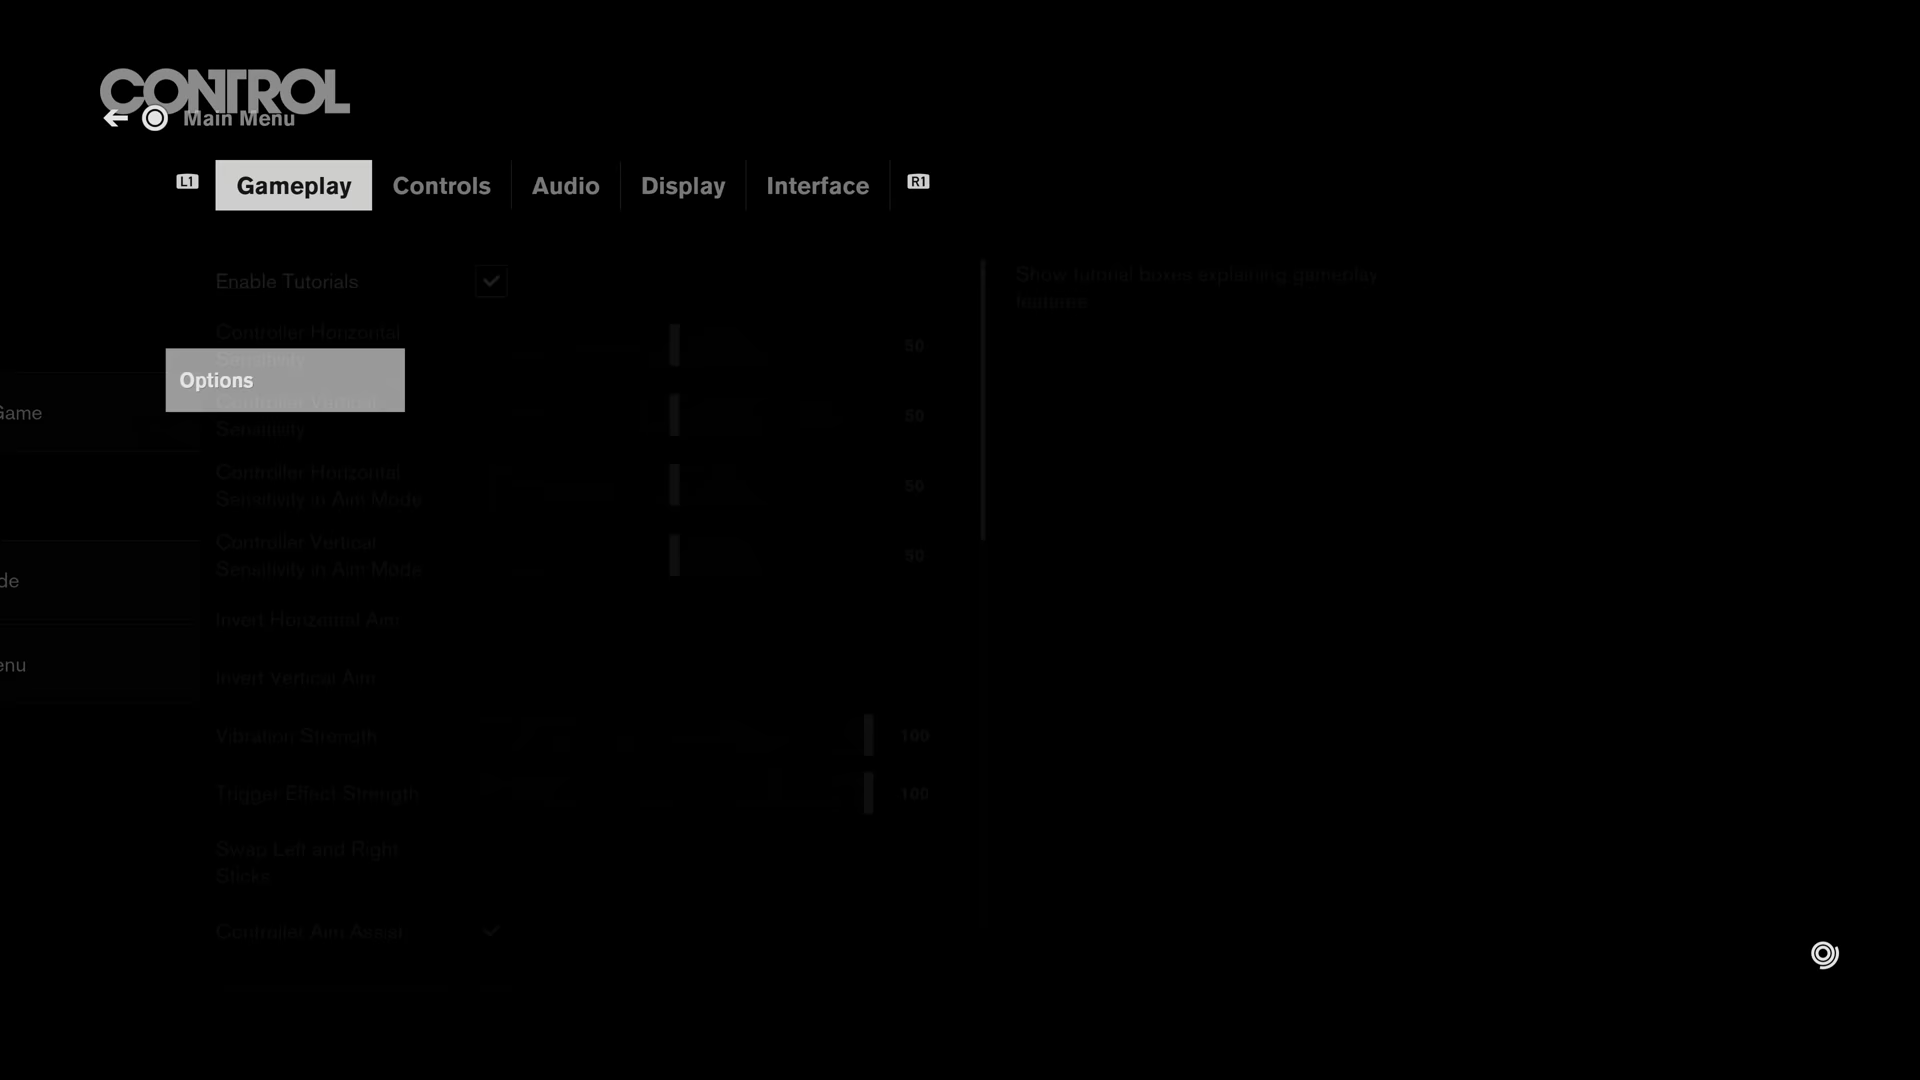 CONTROL
Main Menu
L1 Gameplay Controls Audio Display Interface R1
Enable Tutorials
Show tutorial boxes explaining gameplay
features
Controller Horizontal
Sensitivity
50
Options
Game
Controller Vertical
Sensitivity
50
Controller Horizontal
Sensitivity in Aim Mode
50
Controller Vertical
Sensitivity in Aim Mode
50
de
Invert Horizontal Aim
enu
Invert Vertical Aim
Vibration Strength 100
Trigger Effect Strength 100
Swap Left and Right
Sticks
Controller Aim Assist